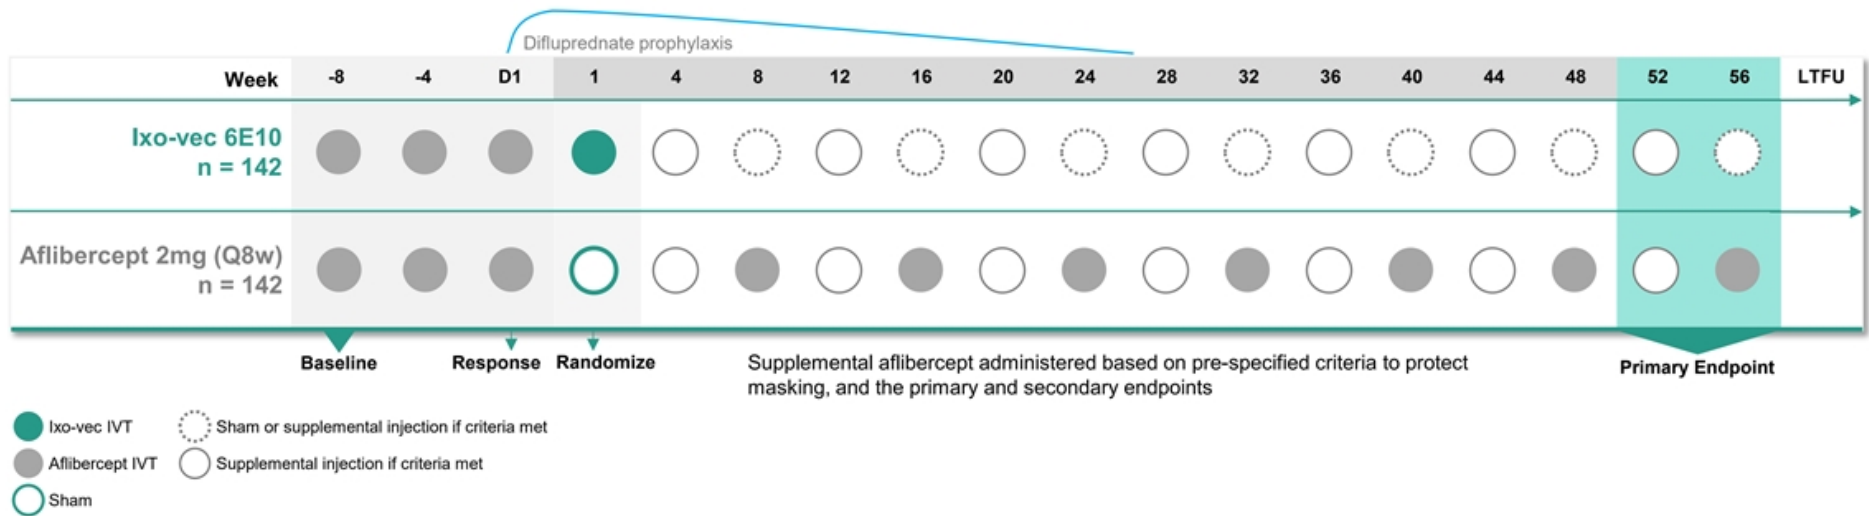 Difluprednate prophylaxis
Week -8 -4 D1 1 4 8 12 16 20 24 28 32 36 40 44 48 52 56 LTFU
Ixo-vec 6E10
n = 142
Aflibercept 2mg (Q8w)
n = 142
Baseline Response Randomize
Supplemental aflibercept administered based on pre-specified criteria to protect
masking, and the primary and secondary endpoints
Primary Endpoint
Ixo-vec IVT
Sham or supplemental injection if criteria met
Aflibercept IVT
Supplemental injection if criteria met
Sham